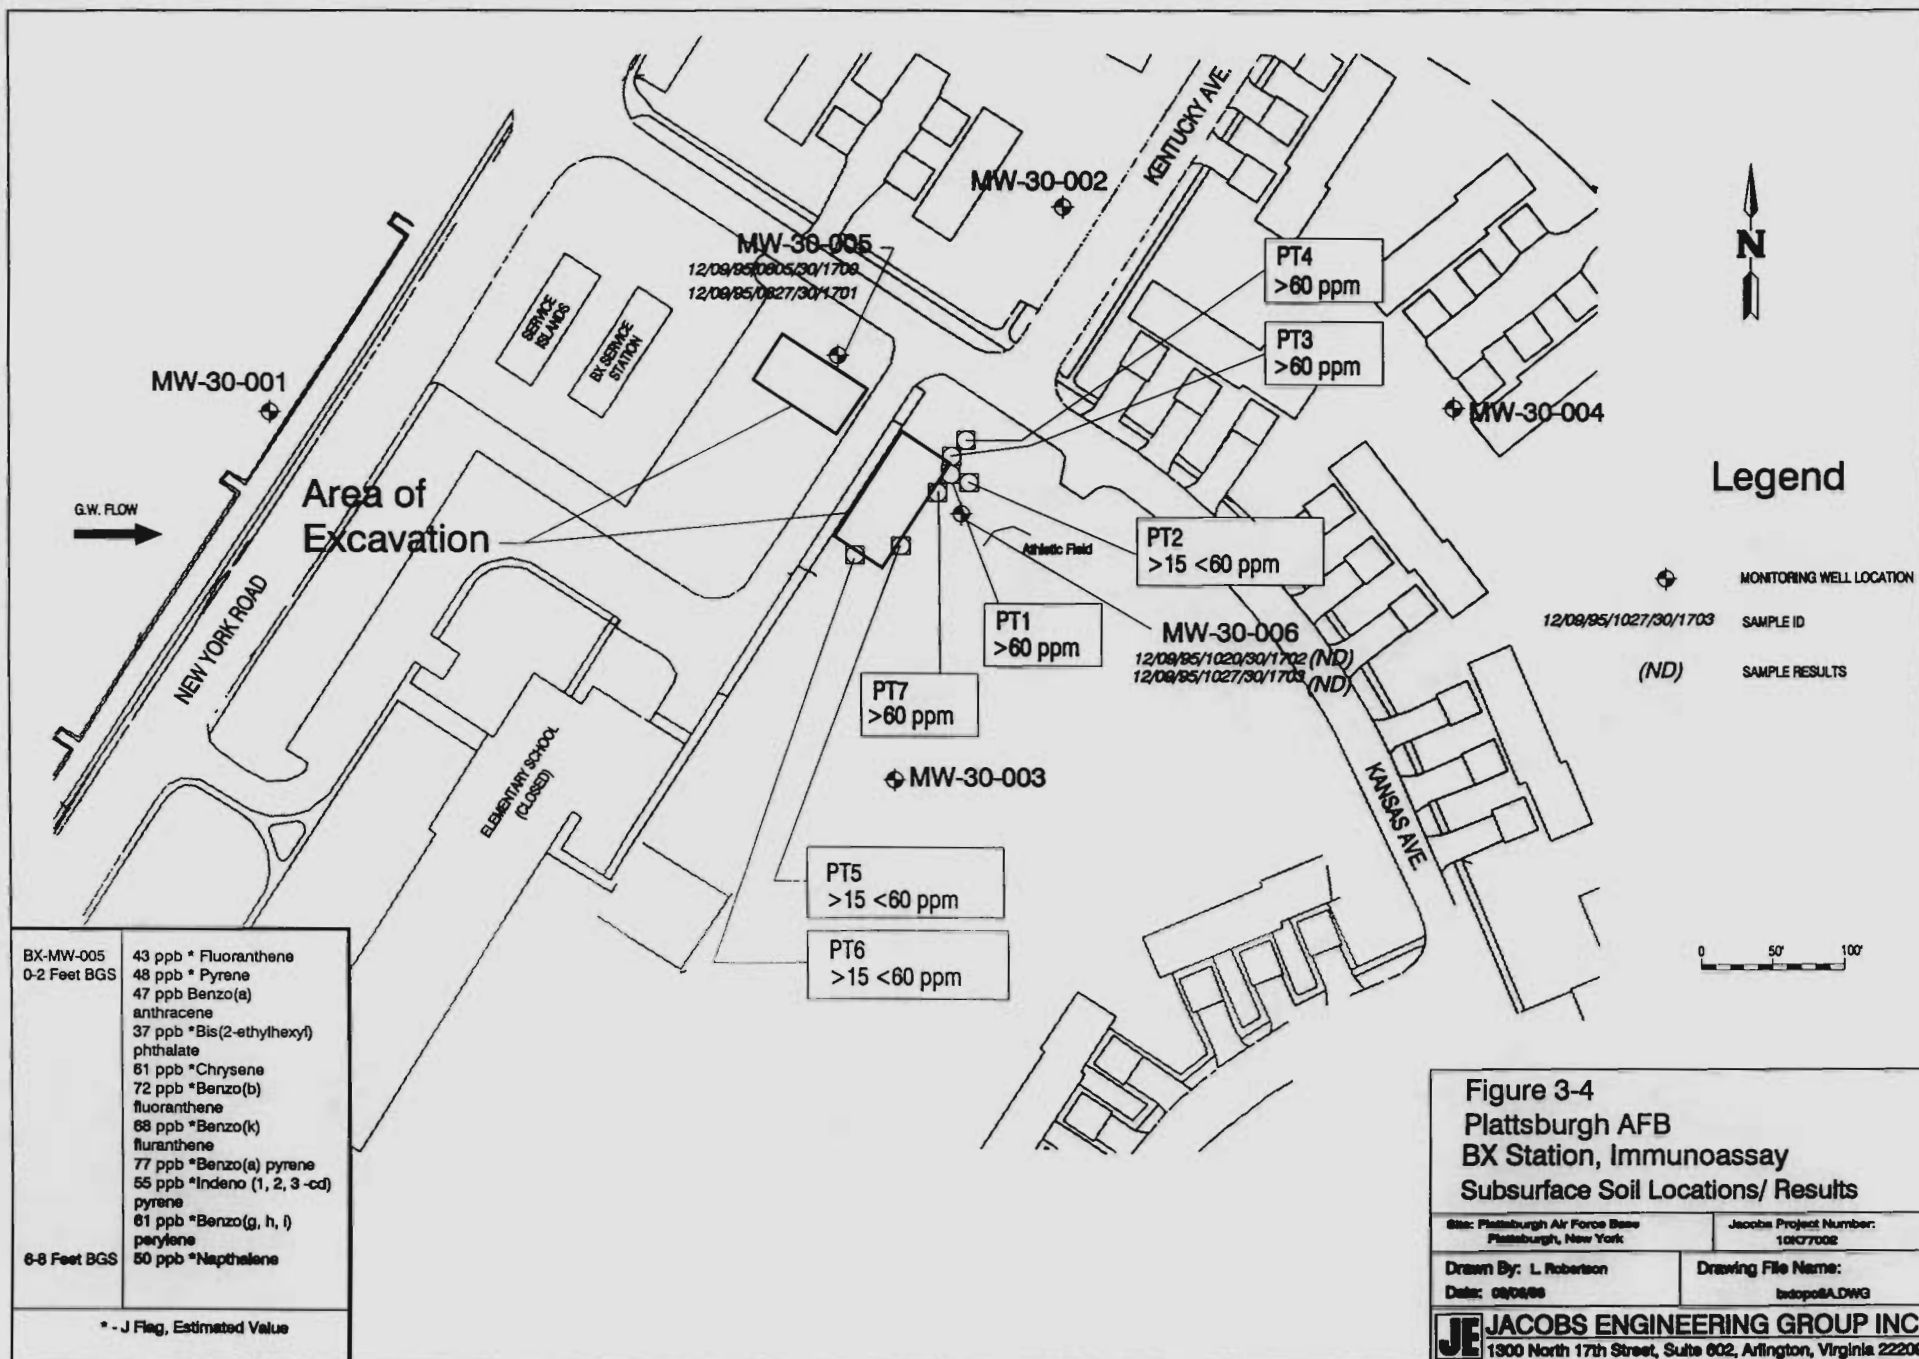 MW-30-002
KENTUCKY AVE.
MW-30-005
12/09/95/0805/30/1700
12/09/95/0827/30/1701
PT4
>60 ppm
N
SERVICE
ISLANDS
BX SERVICE
STATION
PT3
>60 ppm
MW-30-001
MW-30-004
Legend
G.W. FLOW
Area of
Excavation
PT2
>15 <60 ppm
Athletic Field
MONITORING WELL LOCATION
12/09/95/1027/30/1703 SAMPLE ID
(ND) SAMPLE RESULTS
NEW YORK ROAD
PT1
>60 ppm
MW-30-006
12/09/95/1020/30/1702 (ND)
12/09/95/1027/30/1703 (ND)
PT7
>60 ppm
MW-30-003
ELEMENTARY SCHOOL
(CLOSED)
KANSAS AVE.
PT5
>15 <60 ppm
PT6
>15 <60 ppm
0 50' 100'
BX-MW-005 43 ppb * Fluoranthene
0-2 Feet BGS 48 ppb * Pyrene
47 ppb Benzo(a)
anthracene
37 ppb *Bis(2-ethylhexyl)
phthalate
61 ppb *Chrysene
72 ppb *Benzo(b)
fluoranthene
68 ppb *Benzo(k)
fluranthene
77 ppb *Benzo(a) pyrene
55 ppb *Indeno (1, 2, 3 -cd)
pyrene
61 ppb *Benzo(g, h, i)
perylene
6-8 Feet BGS 50 ppb *Napthalene
* - J Flag, Estimated Value
Figure 3-4
Plattsburgh AFB
BX Station, Immunoassay
Subsurface Soil Locations/ Results
Site: Plattsburgh Air Force Base
Plattsburgh, New York
Jacobs Project Number:
10K77002
Drawn By: L. Robertson
Date:
Drawing File Name:
JE JACOBS ENGINEERING GROUP INC
1300 North 17th Street, Suite 602, Arlington, Virginia 22209